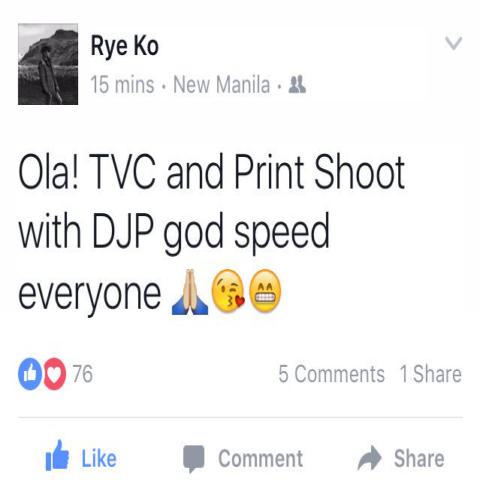 Rye Ko
15 mins · New Manila ·
Ola! TVC and Print Shoot
with DJP god speed
everyone 🙏😘😁
76 5 Comments 1 Share
Like Comment Share